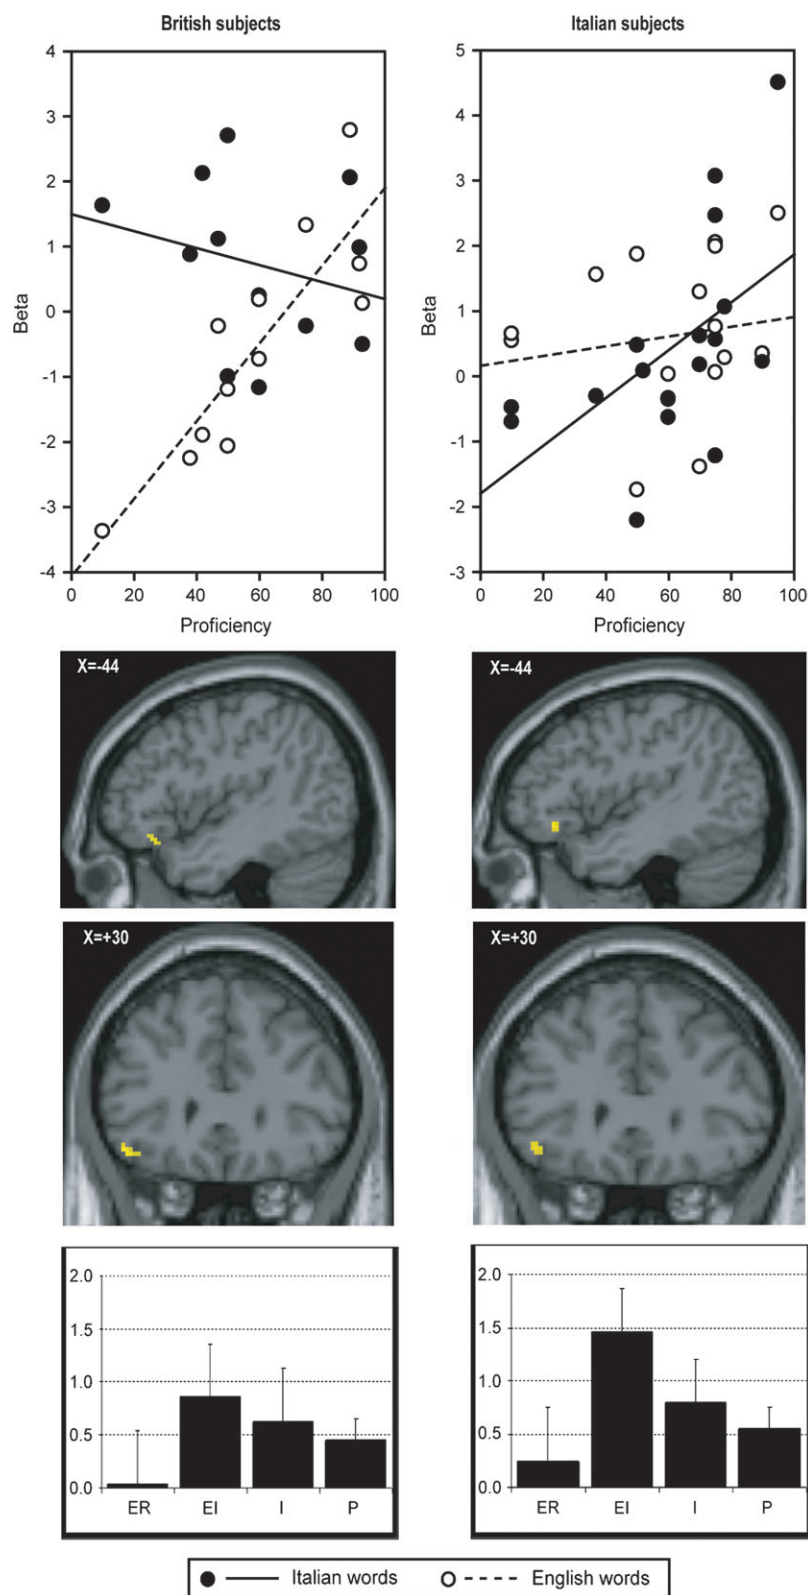 British subjects
Italian subjects
4
3
2
1
0
-1
-2
-3
-4
Beta
0 20 40 60 80 100
Proficiency
5
4
3
2
1
0
-1
-2
-3
Beta
0 20 40 60 80 100
Proficiency
X=-44
X=-44
X=+30
X=+30
2.0
1.5
1.0
0.5
0.0
ER EI I P
2.0
1.5
1.0
0.5
0.0
ER EI I P
Italian words English words